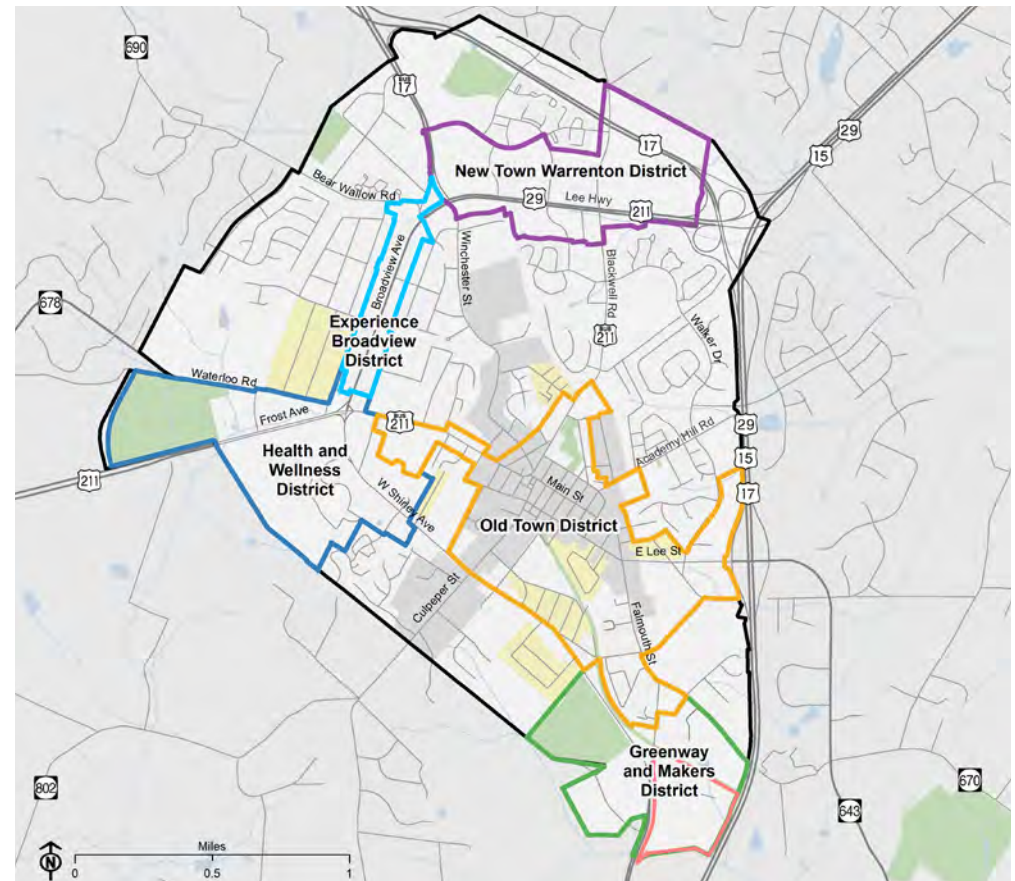 690
BUS
17
29
15
17
New Town Warrenton District
Bear Wallow Rd
29
Lee Hwy
211
Winchester St
Broadview Ave
Blackwell Rd
678
Experience
Broadview
District
BUS
211
Walker Dr
Waterloo Rd
Frost Ave
BUS
211
29
Academy Hill Rd
15
211
Health and
Wellness
District
17
Main St
W Shirley Ave
Old Town District
E Lee St
Culpeper St
Falmouth St
Greenway
and Makers
District
670
802
643
N
Miles
0
0.5
1